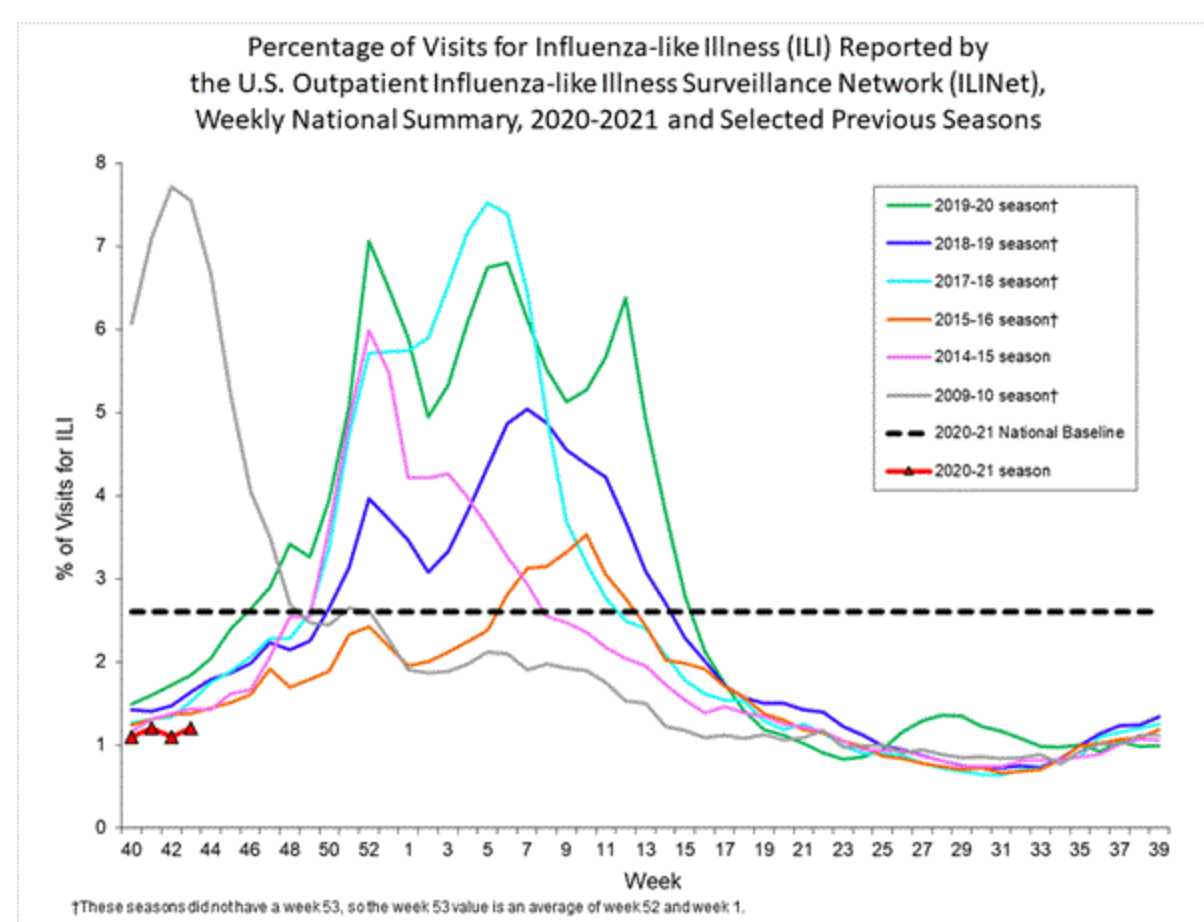 Percentage of Visits for Influenza-like Illness (ILI) Reported by
the U.S. Outpatient Influenza-like Illness Surveillance Network (ILINet),
Weekly National Summary, 2020-2021 and Selected Previous Seasons
8
7
6
5
4
3
2
1
0
% of Visits for ILI
2019-20 season†
2018-19 season†
2017-18 season†
2015-16 season†
2014-15 season
2009-10 season†
2020-21 National Baseline
2020-21 season
40 42 44 46 48 50 52 1 3 5 7 9 11 13 15 17 19 21 23 25 27 29 31 33 35 37 39
Week
†These seasons did not have a week 53, so the week 53 value is an average of week 52 and week 1.